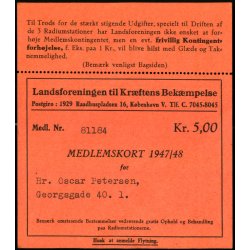 Til Trods for de stærkt stigende Udgifter, speciel til Driften af
de 3 Radiumstationer har Landsforeningen ikke ønsket at for-
høje Medlemskontingentet, men en evt. frivillig Kontingent-
forhøjelse, f. Eks. paa 1 Kr., vil blive hilst med Glæde og Tak-
nemmelighed.
(Bemærk venligst Bagsiden)
Landsforeningen til Kræftens Bekæmpelse
Postgiro: 1929 Raadhuspladsen 16, København V. Tlf. C. 7045-8045
Medl. Nr. 81184 Kr. 5,00
MEDLEMSKORT 1947/48
for
Hr. Oscar Petersen,
Georgsgade 40. 1.
Bemærk omstaaende Bestemmelser vedrørende gratis Ophold og Behandling
paa Radiumstationerne.
Husk at anmelde Flytning.